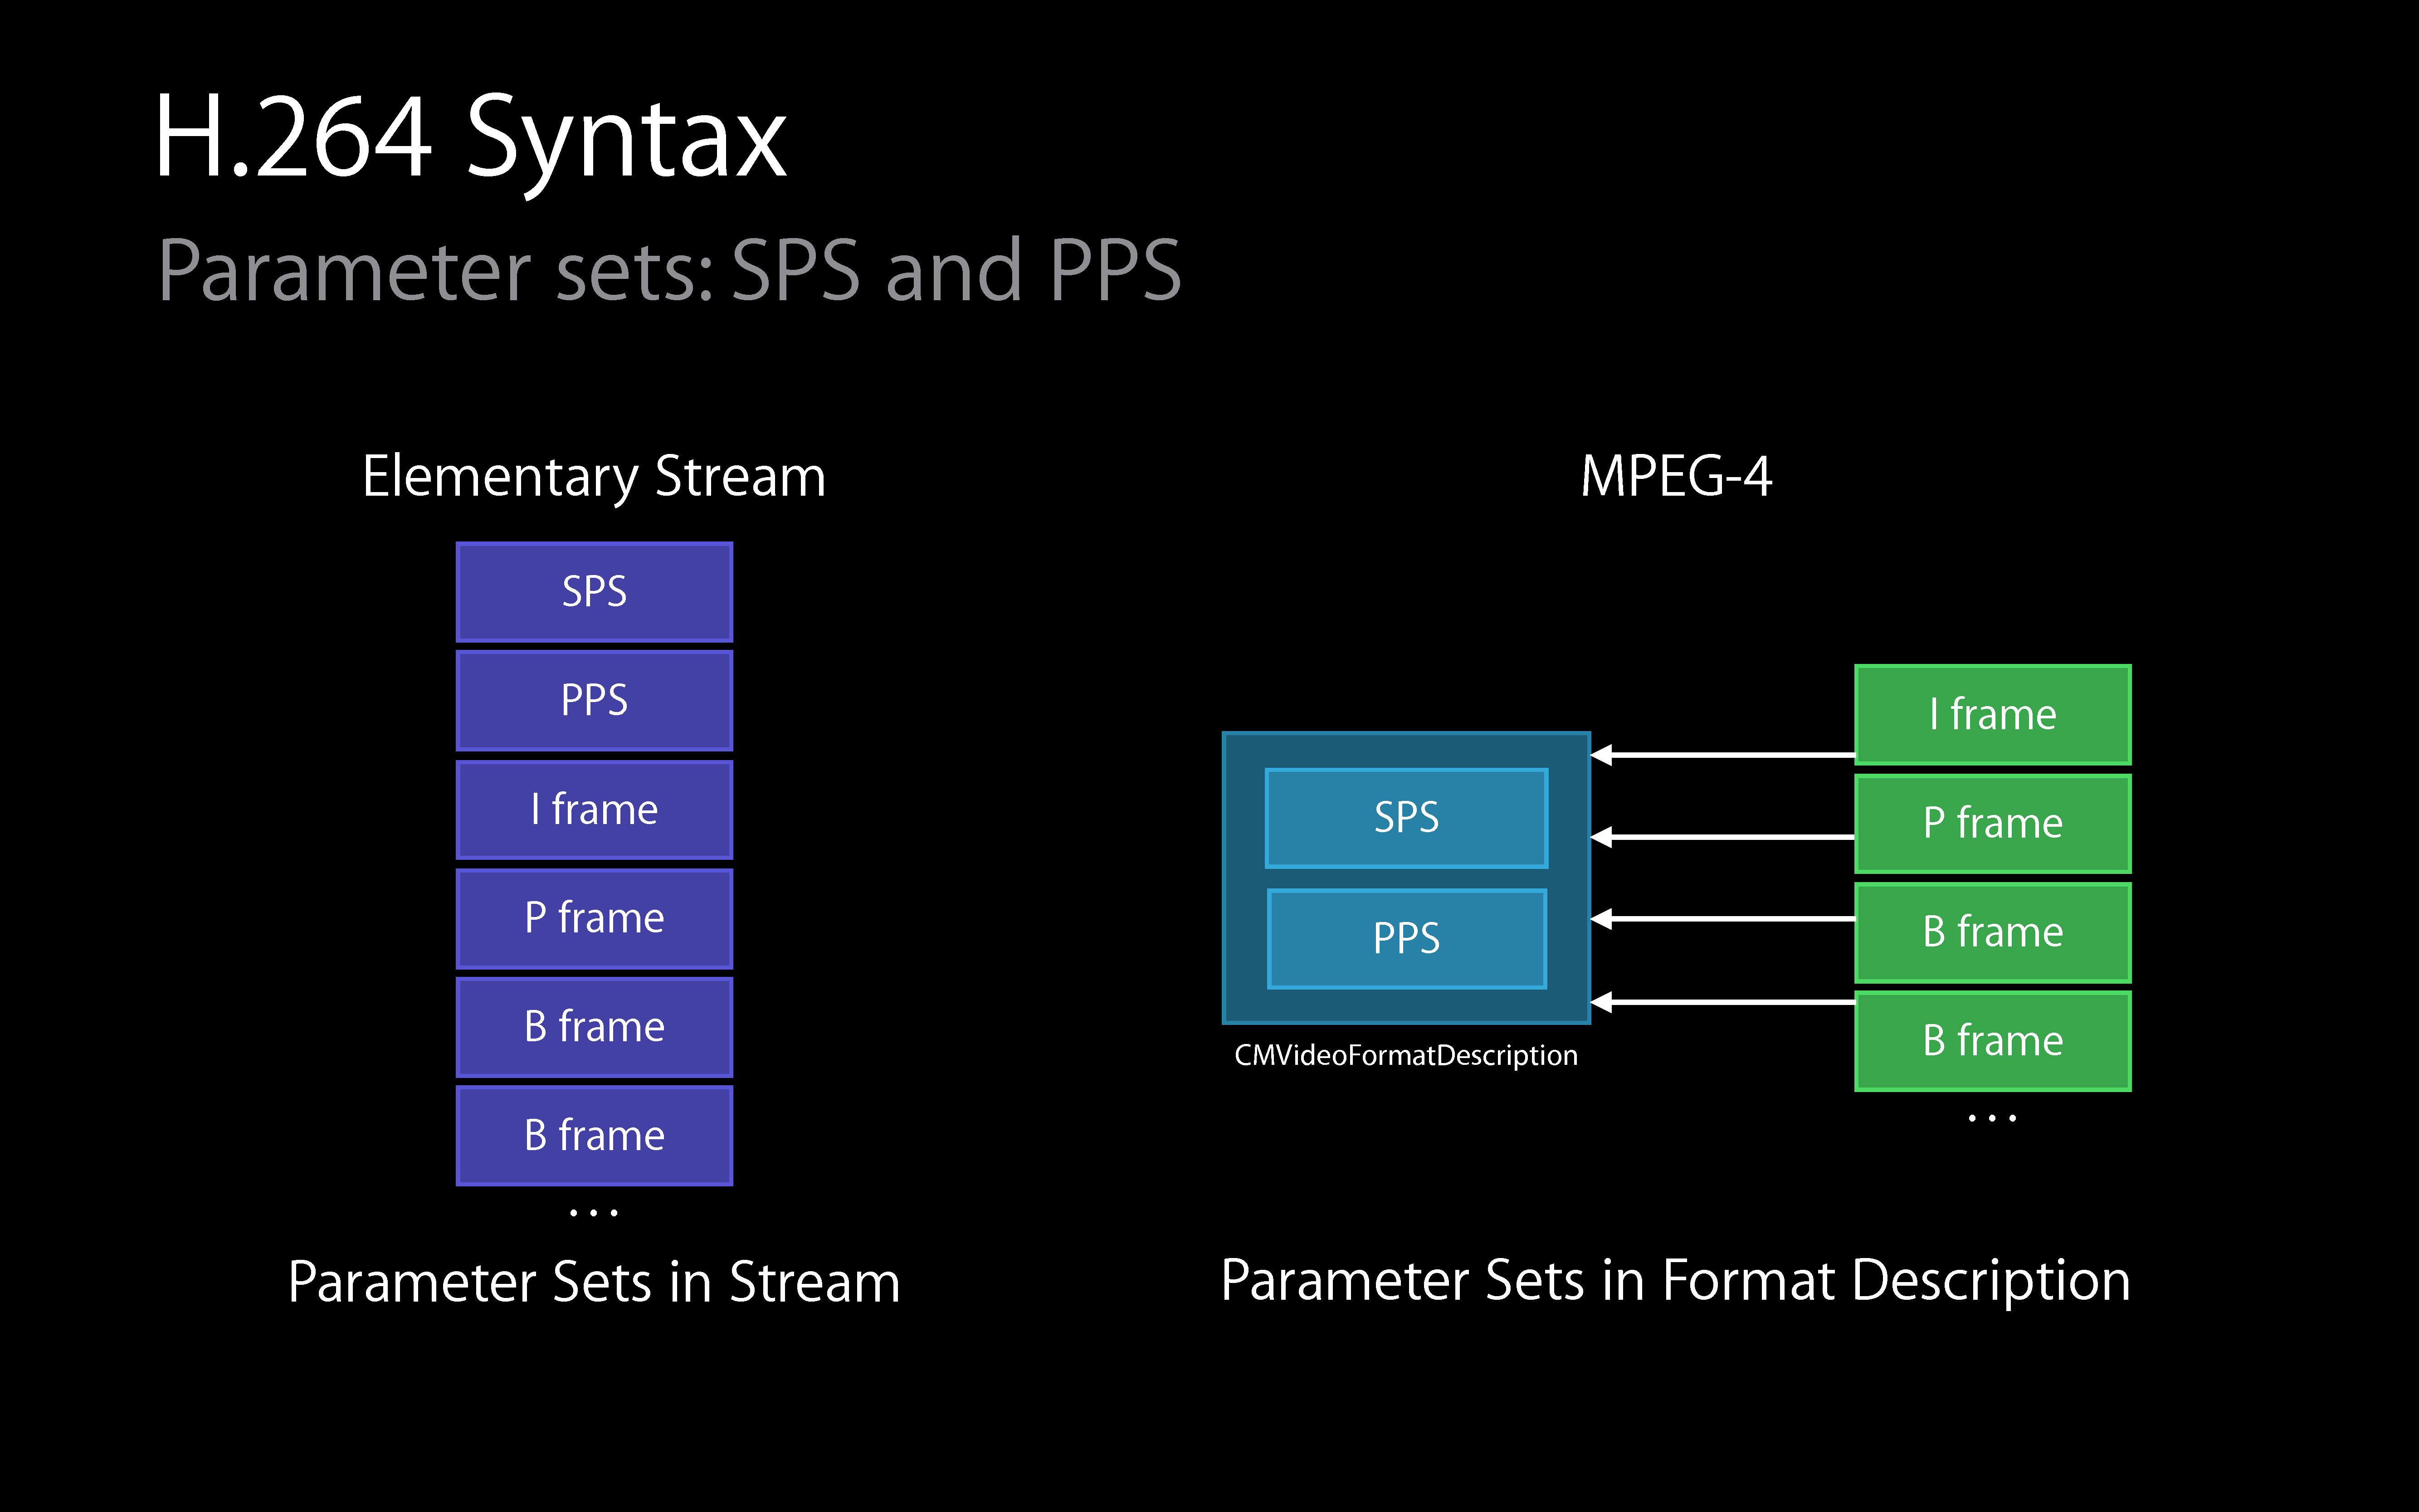 H.264 Syntax
Parameter sets: SPS and PPS
Elementary Stream
SPS
PPS
I frame
P frame
B frame
B frame
...
Parameter Sets in Stream
MPEG-4
SPS
PPS
CMVideoFormatDescription
I frame
P frame
B frame
B frame
...
Parameter Sets in Format Description